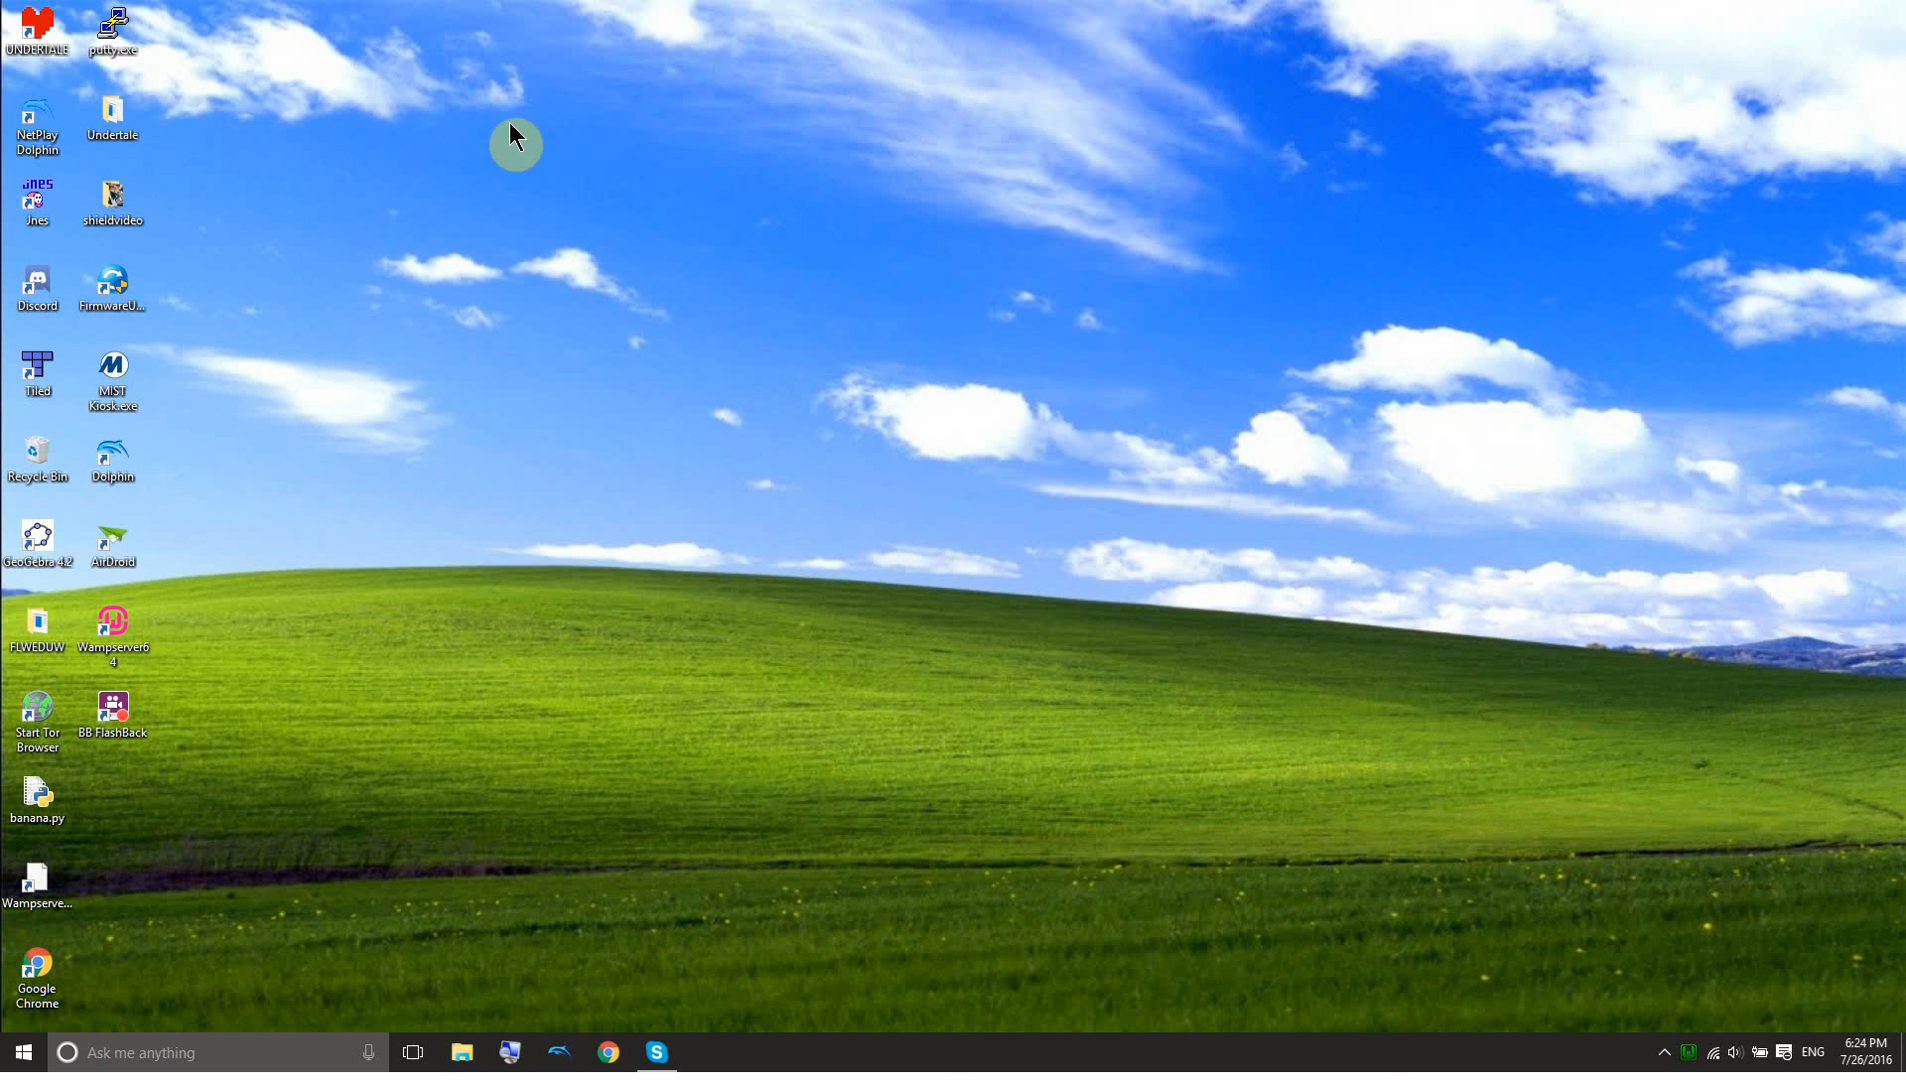 UNDERTALE
putty.exe
NetPlay
Dolphin
Undertale
Jnes
Jnes
shieldvideo
Discord
FirmwareU...
Tiled
MIST
Kiosk.exe
Recycle Bin
Dolphin
GeoGebra 4.2
AirDroid
FLWEDUW
Wampserver6
4
Start Tor
Browser
BB FlashBack
banana.py
Wampserve...
Google
Chrome
Ask me anything
ENG
6:24 PM
7/26/2016